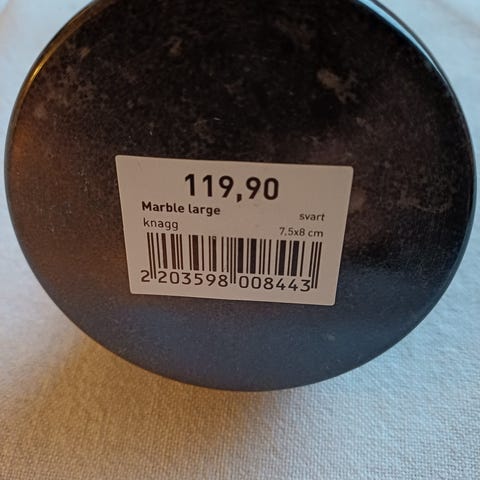 119,90
Marble large
svart
knagg
7,5x8 cm
2 203598 008443